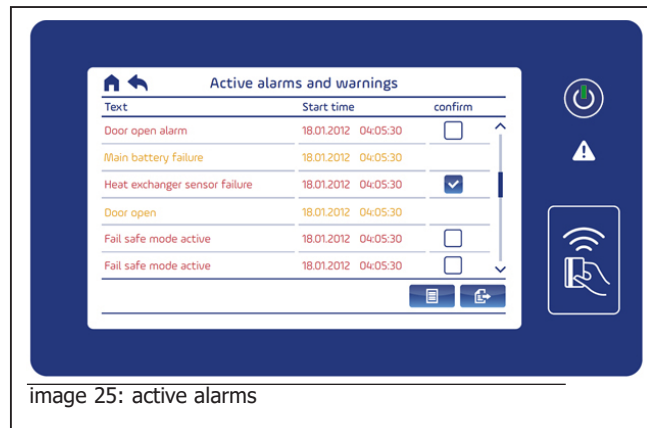 Active alarms and warnings
Text Start time confirm
Door open alarm 18.01.2012 04:05:30
Main battery failure 18.01.2012 04:05:30
Heat exchanger sensor failure 18.01.2012 04:05:30
Door open 18.01.2012 04:05:30
Fail safe mode active 18.01.2012 04:05:30
Fail safe mode active 18.01.2012 04:05:30
image 25: active alarms